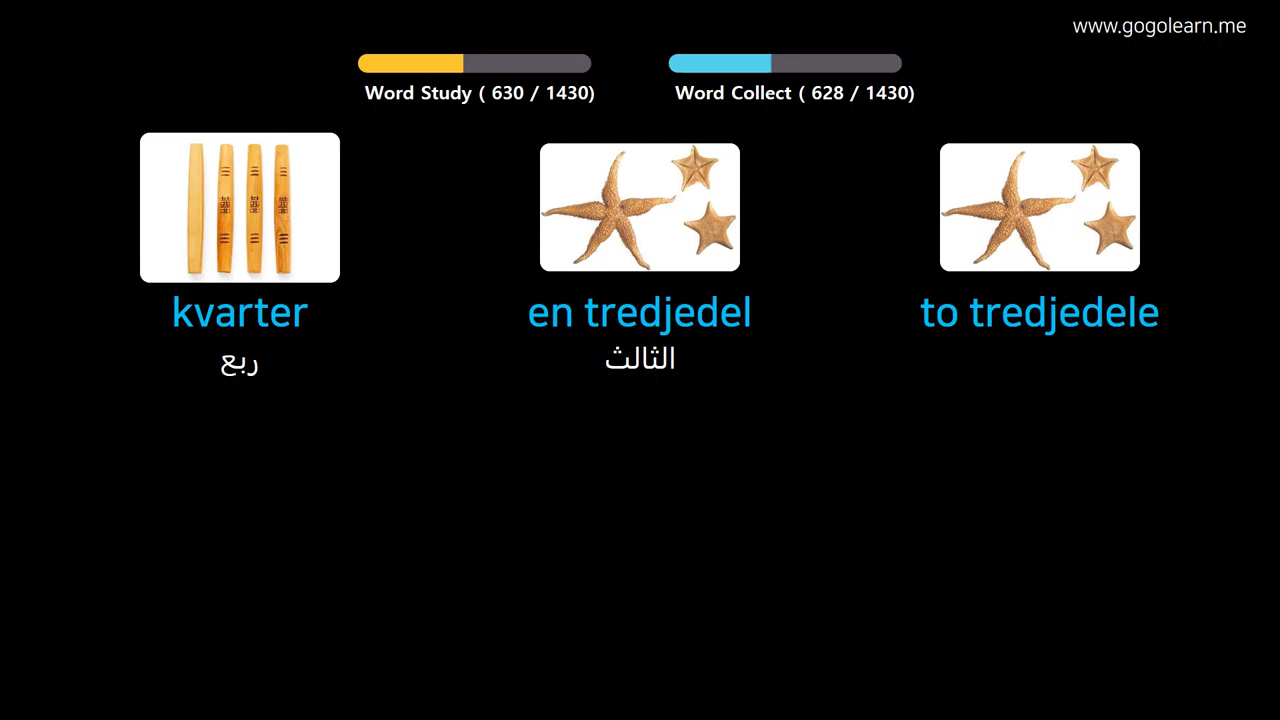 www.gogolearn.me
Word Study ( 630 / 1430)
Word Collect ( 628 / 1430)
kvarter
en tredjedel
to tredjedele
ربع
الثالث